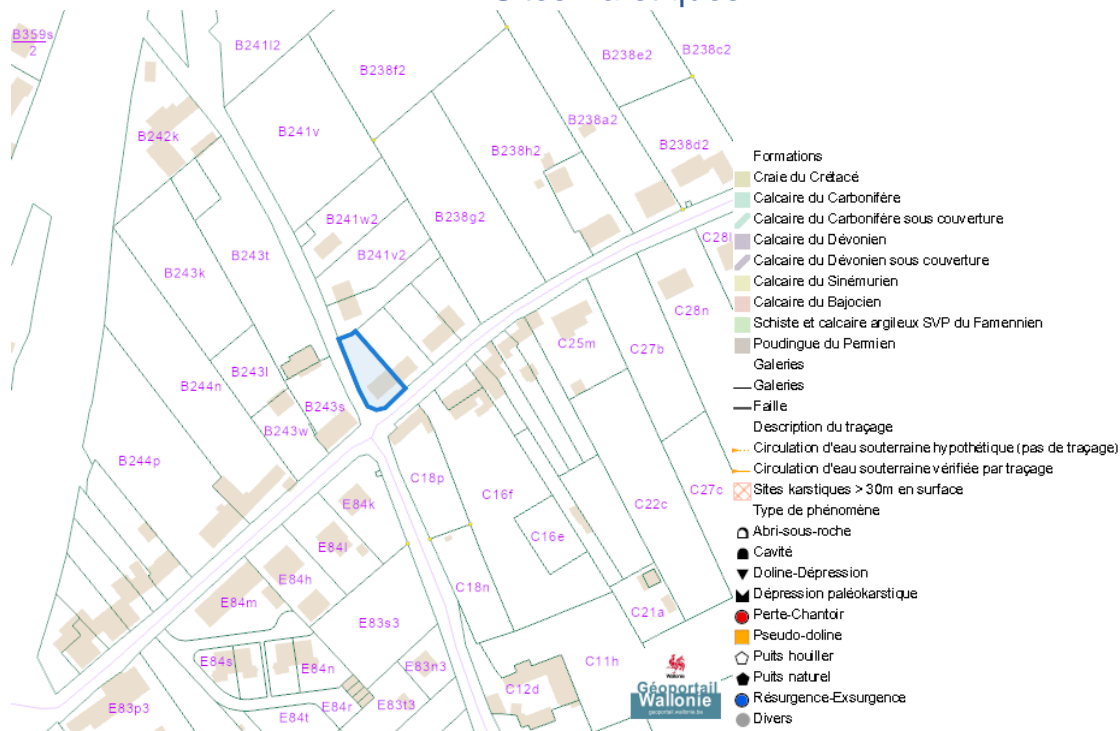 B359s
2
B241l2
B238f2
B238e2
B238c2
B242k
B241v
B238a2
B238h2
B238d2
B241w2
B238g2
B243t
B241v2
B243k
C28n
C25m
C27b
B244n
B243l
B243s
B243w
B244p
C18p
C16f
C27c
C22c
E84k
C16e
E84l
E84h
C18n
E84m
C21a
E83s3
E84s
E84n
E83n3
C11h
C12d
E83p3
E84r
E83t3
E84t
Formations
Craie du Crétacé
Calcaire du Carbonifère
Calcaire du Carbonifère sous couverture
Calcaire du Dévonien
Calcaire du Dévonien sous couverture
Calcaire du Sinémurien
Calcaire du Bajocien
Schiste et calcaire argileux SVP du Famennien
Poudingue du Permien
Galeries
Galeries
Faille
Description du traçage
Circulation d'eau souterraine hypothétique (pas de traçage)
Circulation d'eau souterraine vérifiée par traçage
Sites karstiques > 30m en surface
Type de phénomène
Abri-sous-roche
Cavité
Doline-Dépression
Dépression paléokarstique
Perte-Chantoir
Pseudo-doline
Puits houiller
Puits naturel
Résurgence-Exsurgence
Divers
Wallonie
Géoportail
Wallonie
geoportail.wallonie.be